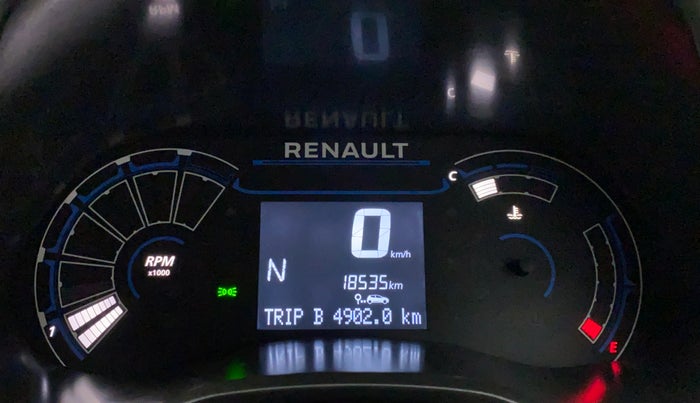 RENAULT
C
0 km/h
RPM
x1000
N
18535 km
1
TRIP B 4902.0 km
E